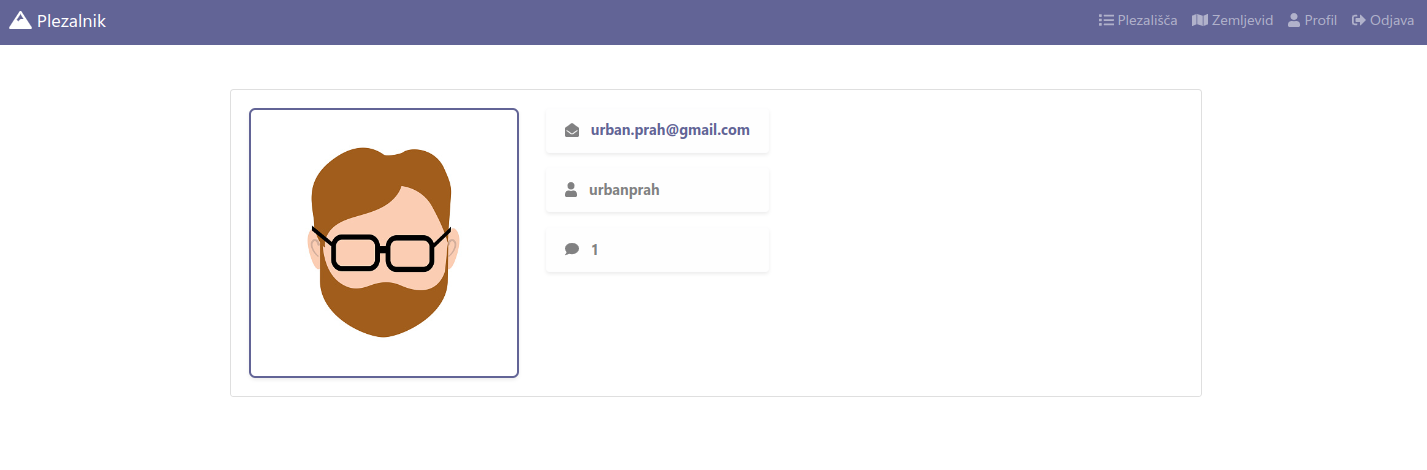 Plezalnik
Plezališča Zemljevid Profil Odjava
urban.prah@gmail.com
urbanprah
1